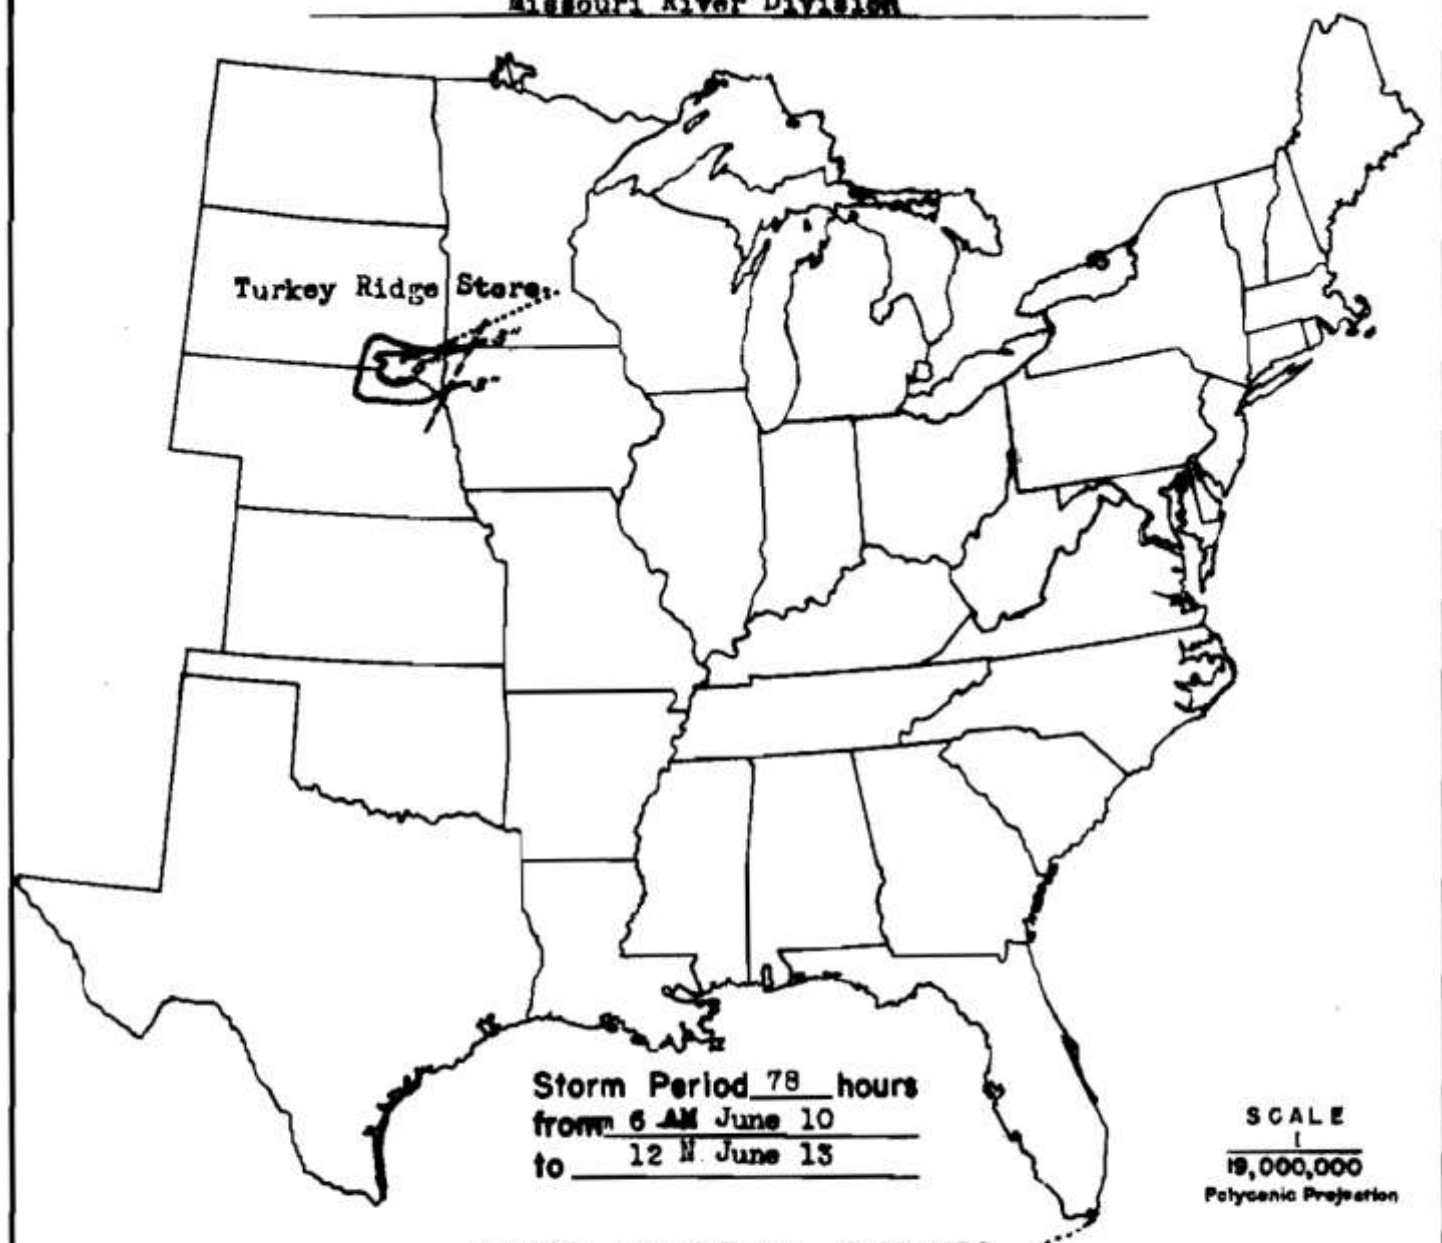 Missouri River Division
Turkey Ridge Store.
3"
Storm Period 78 hours
from 6 AM June 10
to 12 N June 13
SCALE
1
19,000,000
Polyconic Projection